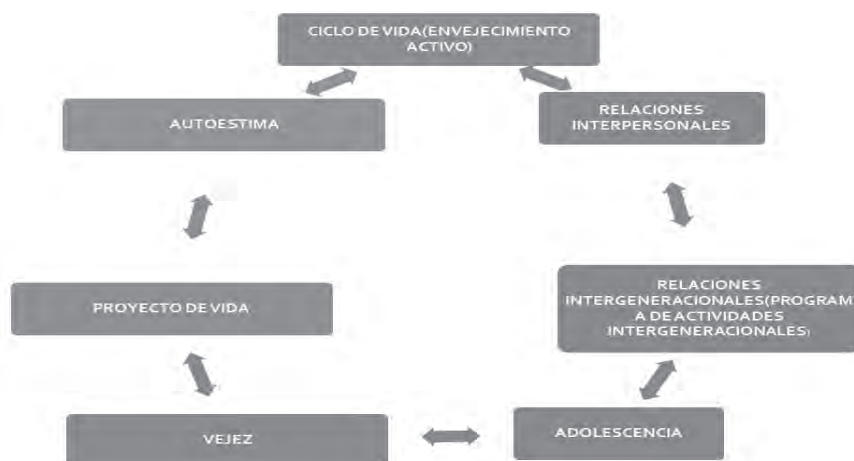 CICLO DE VIDA(ENVEJECIMIENTO
ACTIVO)
AUTOESTIMA
RELACIONES
INTERPERSONALES
PROYECTO DE VIDA
RELACIONES
INTERGENERACIONALES(PROGRAM
A DE ACTIVIDADES
INTERGENERACIONALES)
VEJEZ
ADOLESCENCIA